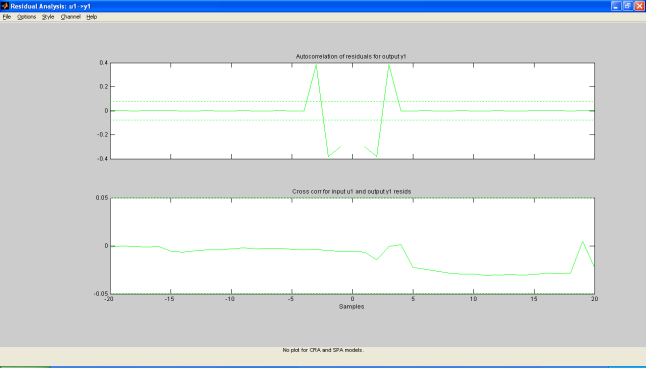 Residual Analysis: u1->y1
File Options Style Channel Help
Autocorrelation of residuals for output y1
0.4
0.2
0
-0.2
-0.4
Cross corr for input u1 and output y1 resids
0.05
0
-0.05
-20 -15 -10 -5 0 5 10 15 20
Samples
No plot for CRA and SPA models.